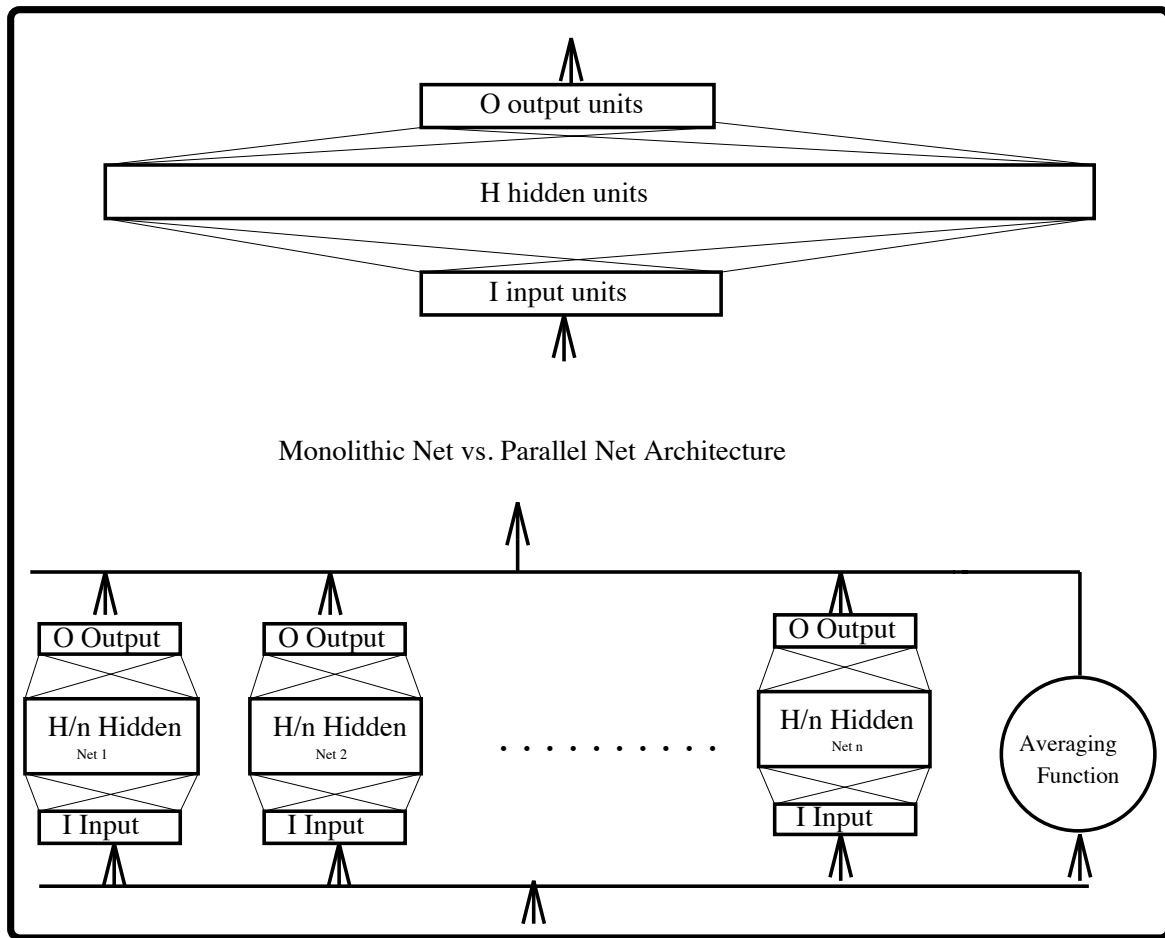 O output units
H hidden units
I input units
Monolithic Net vs. Parallel Net Architecture
O Output
O Output
O Output
H/n Hidden
Net 1
H/n Hidden
Net 2
. . . . . . . . . .
H/n Hidden
Net n
Averaging
Function
I Input
I Input
I Input